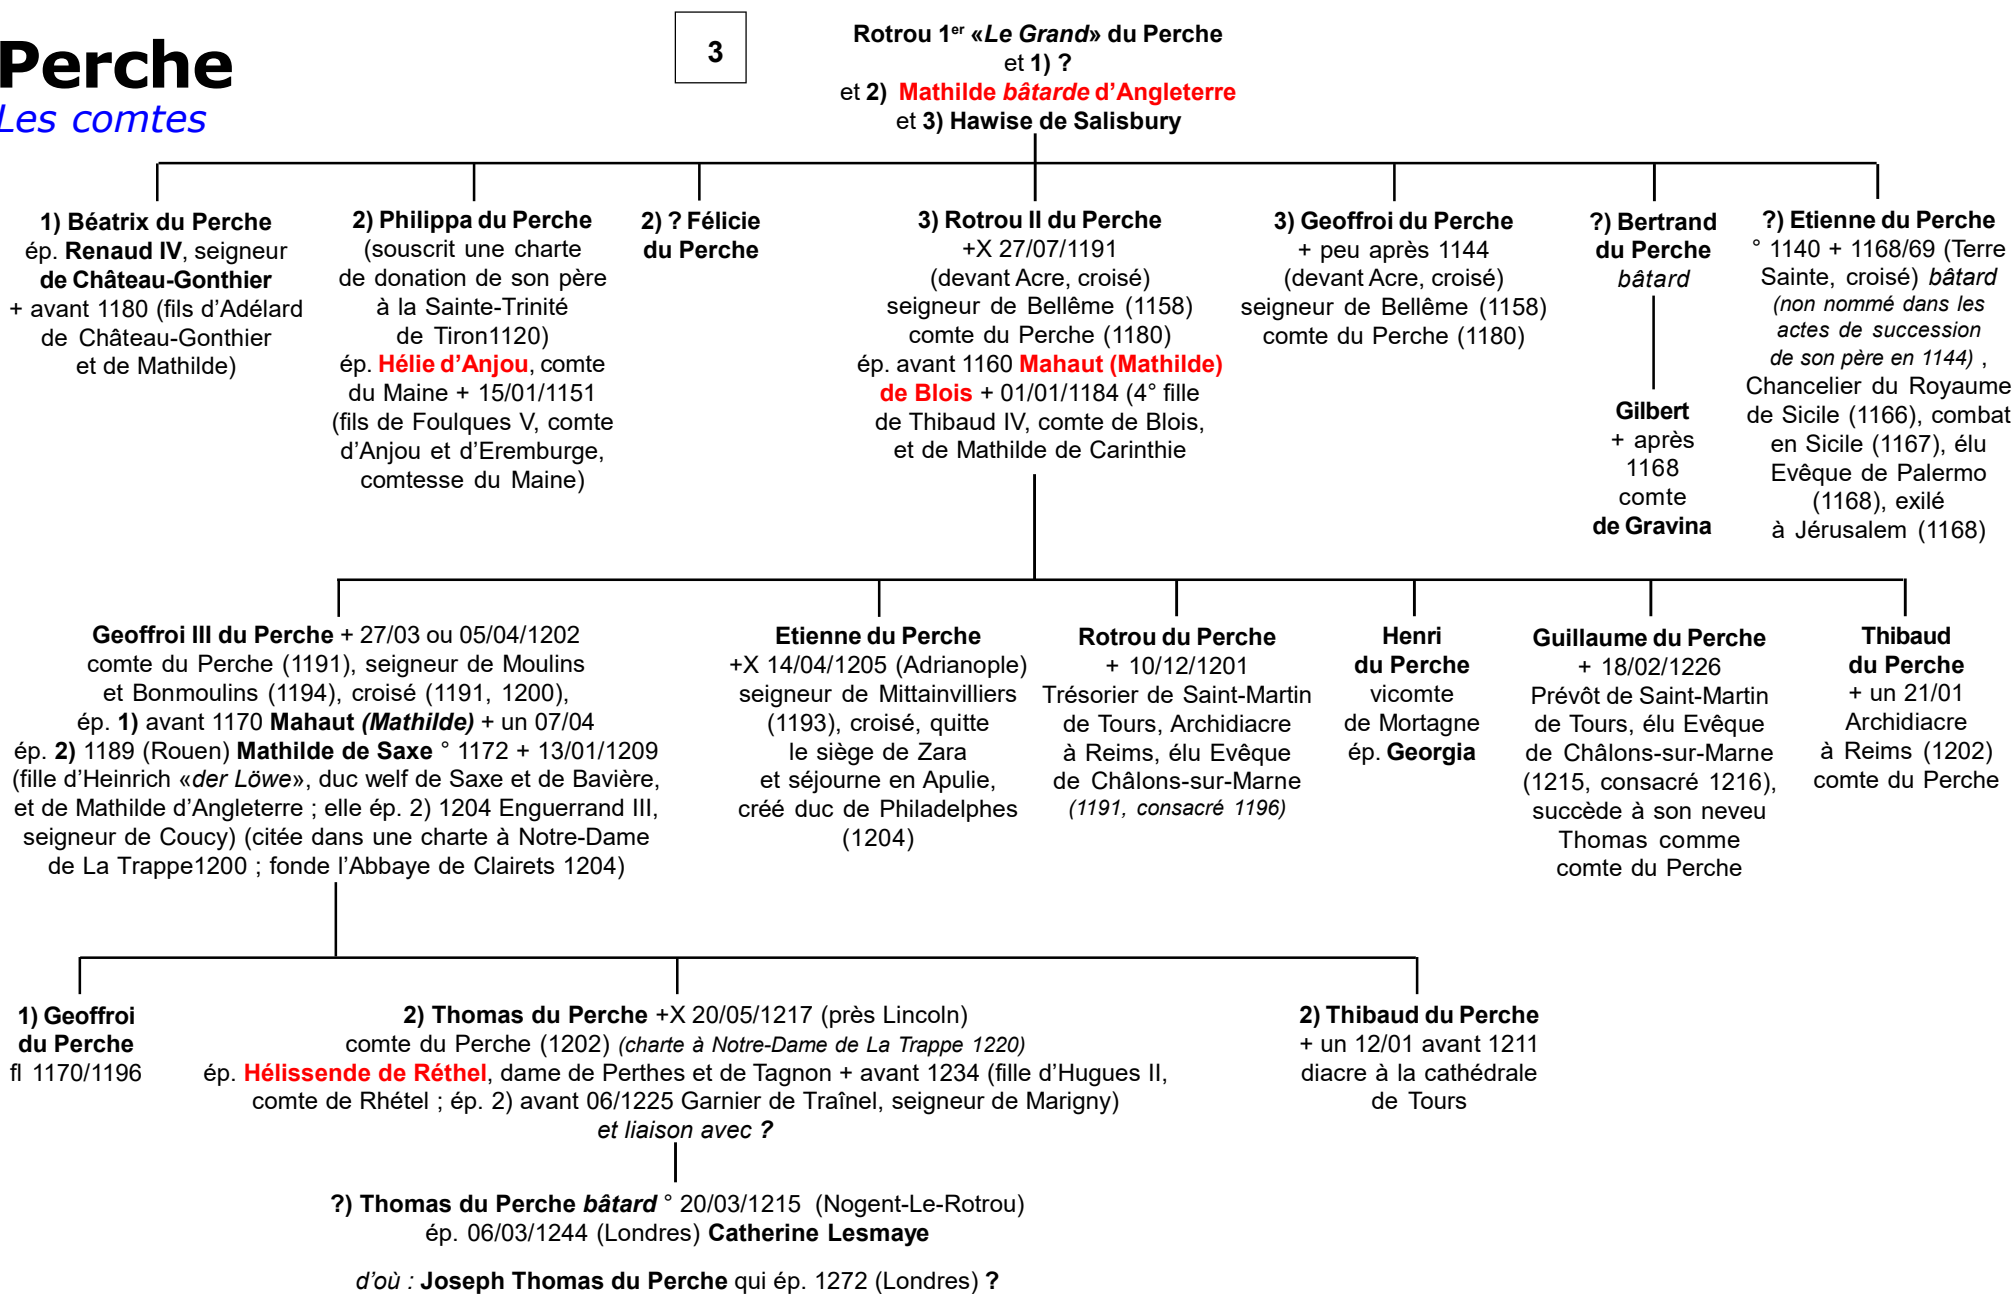 Perche
Les comtes
3
Rotrou 1er «Le Grand» du Perche
et 1) ?
et 2) Mathilde bâtarde d'Angleterre
et 3) Hawise de Salisbury
1) Béatrix du Perche
ép. Renaud IV, seigneur
de Château-Gonthier
+ avant 1180 (fils d'Adélard
de Château-Gonthier
et de Mathilde)
2) Philippa du Perche
(souscrit une charte
de donation de son père
à la Sainte-Trinité
de Tiron1120)
ép. Hélie d'Anjou, comte
du Maine + 15/01/1151
(fils de Foulques V, comte
d'Anjou et d'Eremburge,
comtesse du Maine)
2) ? Félicie
du Perche
3) Rotrou II du Perche
+X 27/07/1191
(devant Acre, croisé)
seigneur de Bellême (1158)
comte du Perche (1180)
ép. avant 1160 Mahaut (Mathilde)
de Blois + 01/01/1184 (4° fille
de Thibaud IV, comte de Blois,
et de Mathilde de Carinthie
3) Geoffroi du Perche
+ peu après 1144
(devant Acre, croisé)
seigneur de Bellême (1158)
comte du Perche (1180)
?) Bertrand
du Perche
bâtard
Gilbert
+ après
1168
comte
de Gravina
?) Etienne du Perche
° 1140 + 1168/69 (Terre
Sainte, croisé) bâtard
(non nommé dans les
actes de succession
de son père en 1144) ,
Chancelier du Royaume
de Sicile (1166), combat
en Sicile (1167), élu
Evêque de Palermo
(1168), exilé
à Jérusalem (1168)
Geoffroi III du Perche + 27/03 ou 05/04/1202
comte du Perche (1191), seigneur de Moulins
et Bonmoulins (1194), croisé (1191, 1200),
ép. 1) avant 1170 Mahaut (Mathilde) + un 07/04
ép. 2) 1189 (Rouen) Mathilde de Saxe ° 1172 + 13/01/1209
(fille d'Heinrich «der Löwe», duc welf de Saxe et de Bavière,
et de Mathilde d'Angleterre ; elle ép. 2) 1204 Enguerrand III,
seigneur de Coucy) (citée dans une charte à Notre-Dame
de La Trappe1200 ; fonde l'Abbaye de Clairets 1204)
Etienne du Perche
+X 14/04/1205 (Adrianople)
seigneur de Mittainvilliers
(1193), croisé, quitte
le siège de Zara
et séjourne en Apulie,
créé duc de Philadelphes
(1204)
Rotrou du Perche
+ 10/12/1201
Trésorier de Saint-Martin
de Tours, Archidiacre
à Reims, élu Evêque
de Châlons-sur-Marne
(1191, consacré 1196)
Henri
du Perche
vicomte
de Mortagne
ép. Georgia
Guillaume du Perche
+ 18/02/1226
Prévôt de Saint-Martin
de Tours, élu Evêque
de Châlons-sur-Marne
(1215, consacré 1216),
succède à son neveu
Thomas comme
comte du Perche
Thibaud
du Perche
+ un 21/01
Archidiacre
à Reims (1202)
comte du Perche
1) Geoffroi
du Perche
fl 1170/1196
2) Thomas du Perche +X 20/05/1217 (près Lincoln)
comte du Perche (1202) (charte à Notre-Dame de La Trappe 1220)
ép. Hélissende de Réthel, dame de Perthes et de Tagnon + avant 1234 (fille d'Hugues II,
comte de Rhétel ; ép. 2) avant 06/1225 Garnier de Traînel, seigneur de Marigny)
et liaison avec ?
2) Thibaud du Perche
+ un 12/01 avant 1211
diacre à la cathédrale
de Tours
?) Thomas du Perche bâtard ° 20/03/1215 (Nogent-Le-Rotrou)
ép. 06/03/1244 (Londres) Catherine Lesmaye
d'où : Joseph Thomas du Perche qui ép. 1272 (Londres) ?